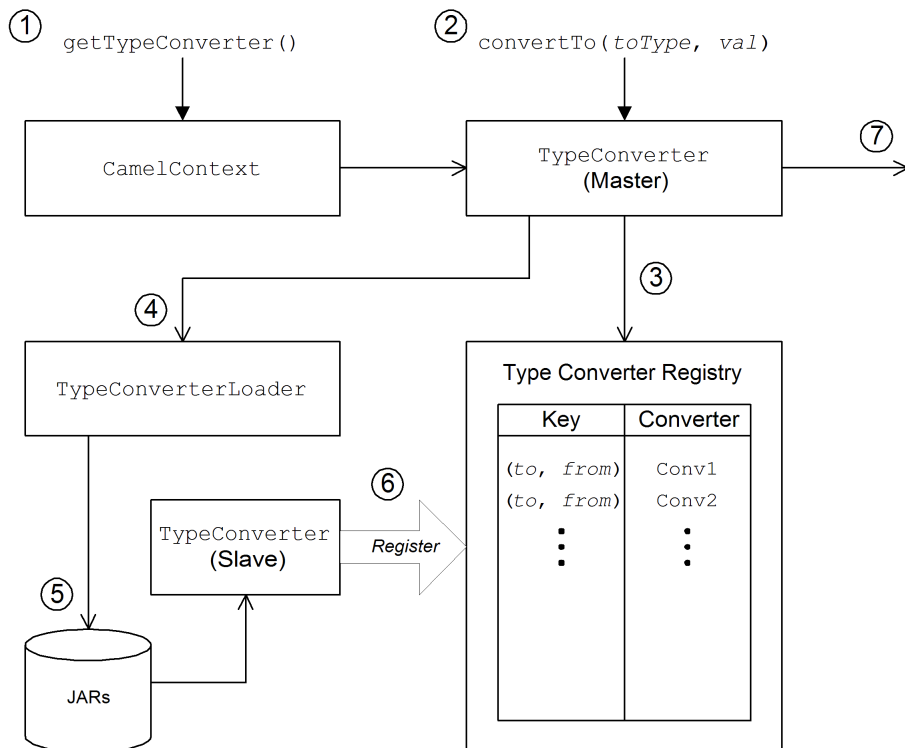 1
getTypeConverter()
2
convertTo(toType, val)
CamelContext
TypeConverter
(Master)
7
3
4
TypeConverterLoader
Type Converter Registry
Key Converter
(to, from) Conv1
(to, from) Conv2
6
TypeConverter
(Slave)
Register
5
JARs